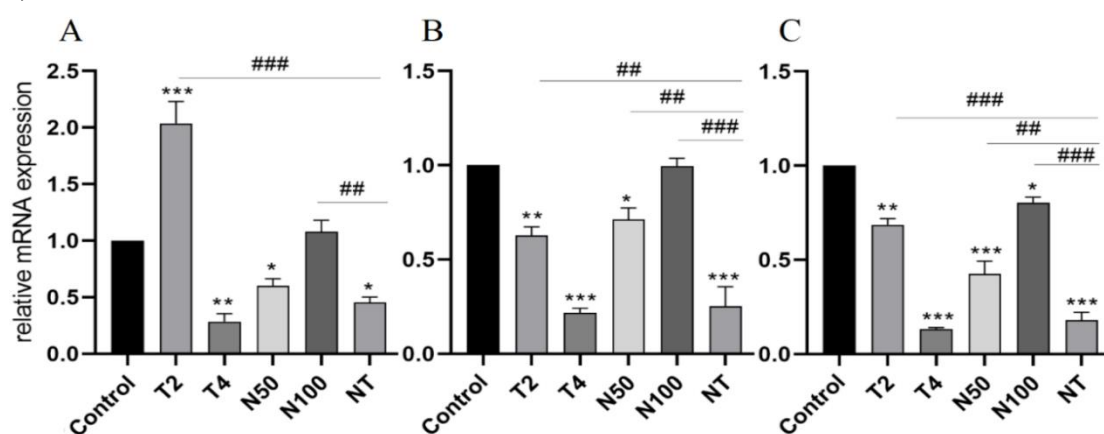 A
relative mRNA expression
2.5
2.0
1.5
1.0
0.5
0.0
###
##
***
**
*
*
Control
T2
T4
N50
N100
NT
B
1.5
1.0
0.5
0.0
##
##
###
**
***
*
***
Control
T2
T4
N50
N100
NT
C
1.5
1.0
0.5
0.0
###
##
###
**
***
***
*
***
Control
T2
T4
N50
N100
NT